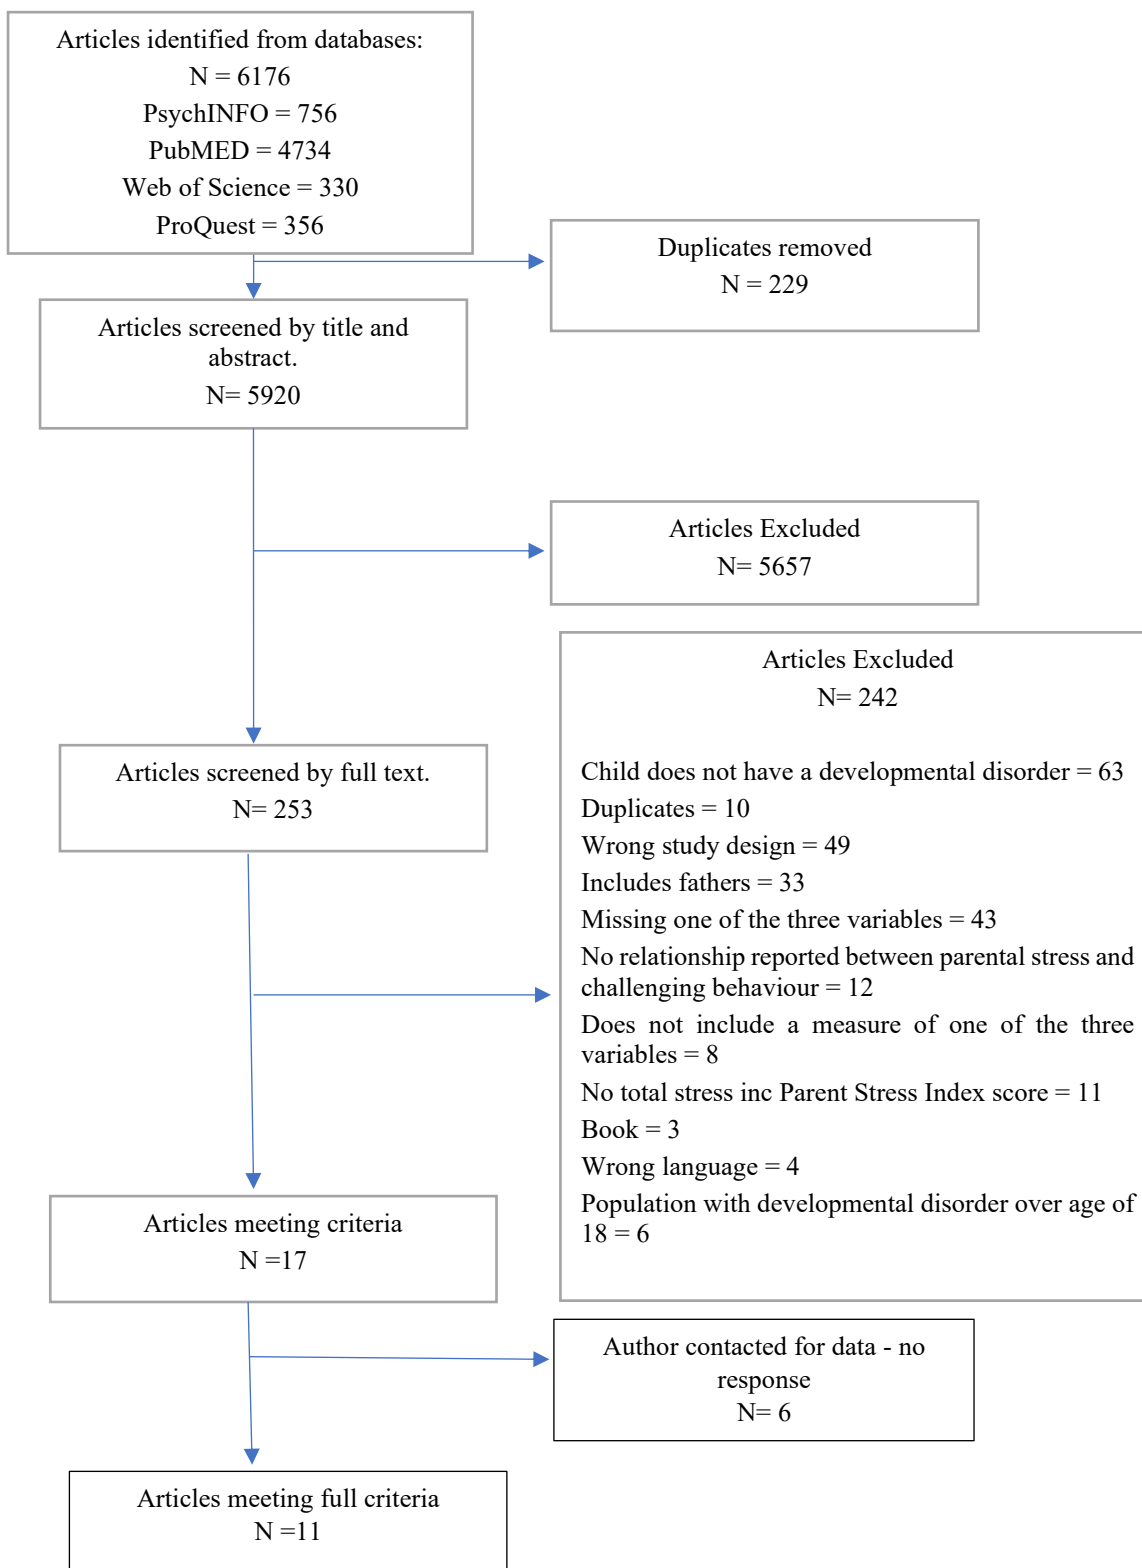 Articles identified from databases:
N = 6176
PsychINFO = 756
PubMED = 4734
Web of Science = 330
ProQuest = 356
Duplicates removed
N = 229
Articles screened by title and
abstract.
N= 5920
Articles Excluded
N= 5657
Articles Excluded
N= 242
Child does not have a developmental disorder = 63
Duplicates = 10
Wrong study design = 49
Includes fathers = 33
Missing one of the three variables = 43
No relationship reported between parental stress and
challenging behaviour = 12
Does not include a measure of one of the three
variables = 8
No total stress inc Parent Stress Index score = 11
Book = 3
Wrong language = 4
Population with developmental disorder over age of
18 = 6
Articles screened by full text.
N= 253
Articles meeting criteria
N =17
Author contacted for data - no
response
N= 6
Articles meeting full criteria
N =11